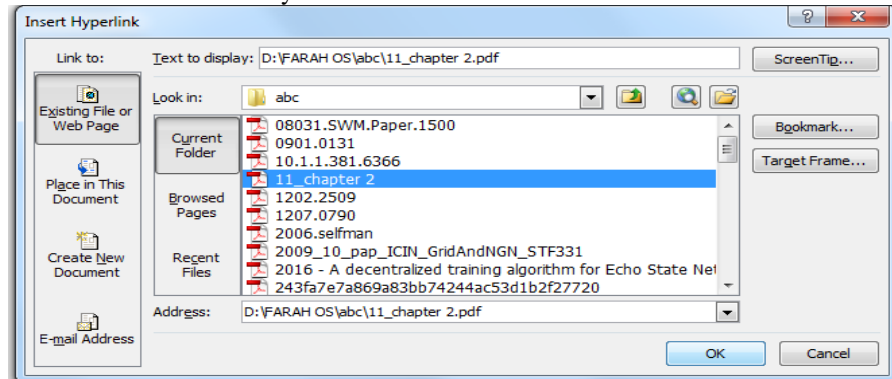 Insert Hyperlink
Link to:
Text to display: D:\FARAH OS\abc\11_chapter 2.pdf
ScreenTip...
Look in: abc
Existing File or
Web Page
Place in This
Document
Create New
Document
E-mail Address
Current
Folder
Browsed
Pages
Recent
Files
08031.SWM.Paper.1500
0901.0131
10.1.1.381.6366
11_chapter 2
1202.2509
1207.0790
2006.selfman
2009_10_pap_ICIN_GridAndNGN_STF331
2016 - A decentralized training algorithm for Echo State Net
243fa7e7a869a83bb74244ac53d1b2f27720
Bookmark...
Target Frame...
Address: D:\FARAH OS\abc\11_chapter 2.pdf
OK
Cancel